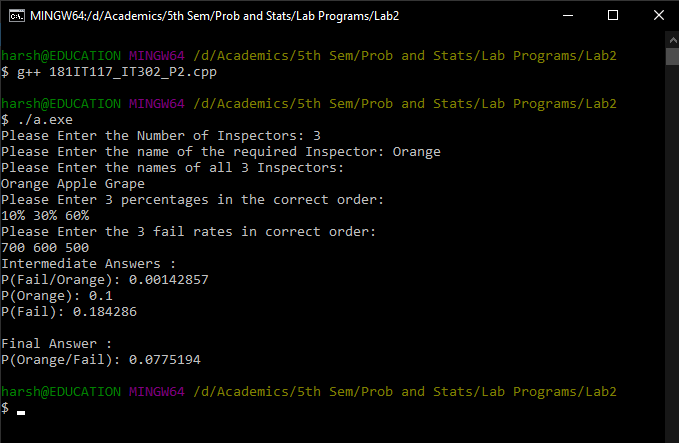 MINGW64:/d/Academics/5th Sem/Prob and Stats/Lab Programs/Lab2
harsh@EDUCATION MINGW64 /d/Academics/5th Sem/Prob and Stats/Lab Programs/Lab2
$ g++ 181IT117_IT302_P2.cpp
harsh@EDUCATION MINGW64 /d/Academics/5th Sem/Prob and Stats/Lab Programs/Lab2
$ ./a.exe
Please Enter the Number of Inspectors: 3
Please Enter the name of the required Inspector: Orange
Please Enter the names of all 3 Inspectors:
Orange Apple Grape
Please Enter 3 percentages in the correct order:
10% 30% 60%
Please Enter the 3 fail rates in correct order:
700 600 500
Intermediate Answers :
P(Fail/Orange): 0.00142857
P(Orange): 0.1
P(Fail): 0.184286
Final Answer :
P(Orange/Fail): 0.0775194
harsh@EDUCATION MINGW64 /d/Academics/5th Sem/Prob and Stats/Lab Programs/Lab2
$